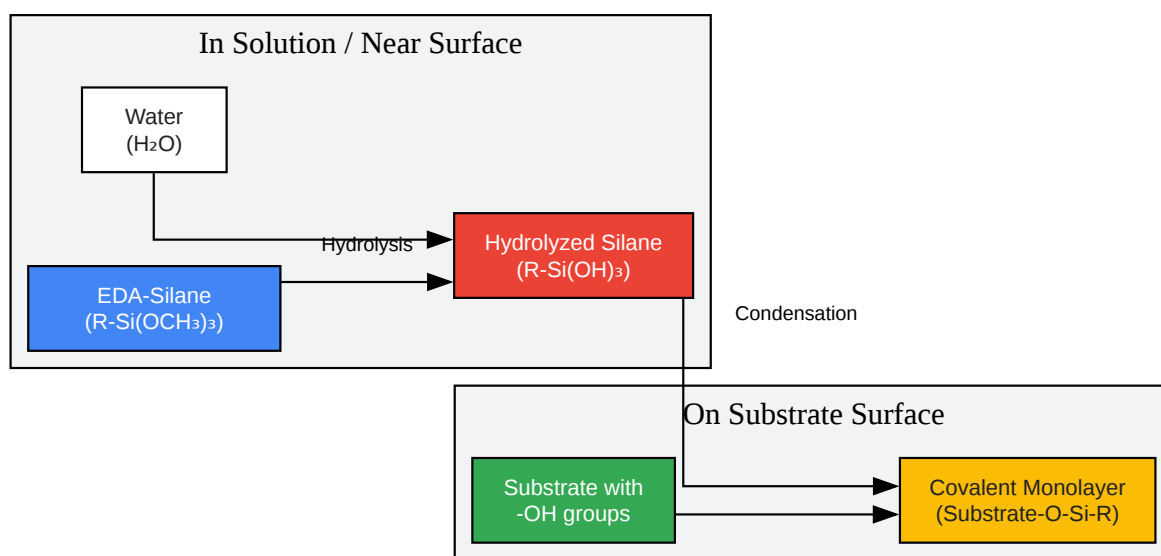 In Solution / Near Surface
Water
(H₂O)
Hydrolysis
Hydrolyzed Silane
(R-Si(OH)₃)
EDA-Silane
(R-Si(OCH₃)₃)
Condensation
On Substrate Surface
Substrate with
-OH groups
Covalent Monolayer
(Substrate-O-Si-R)